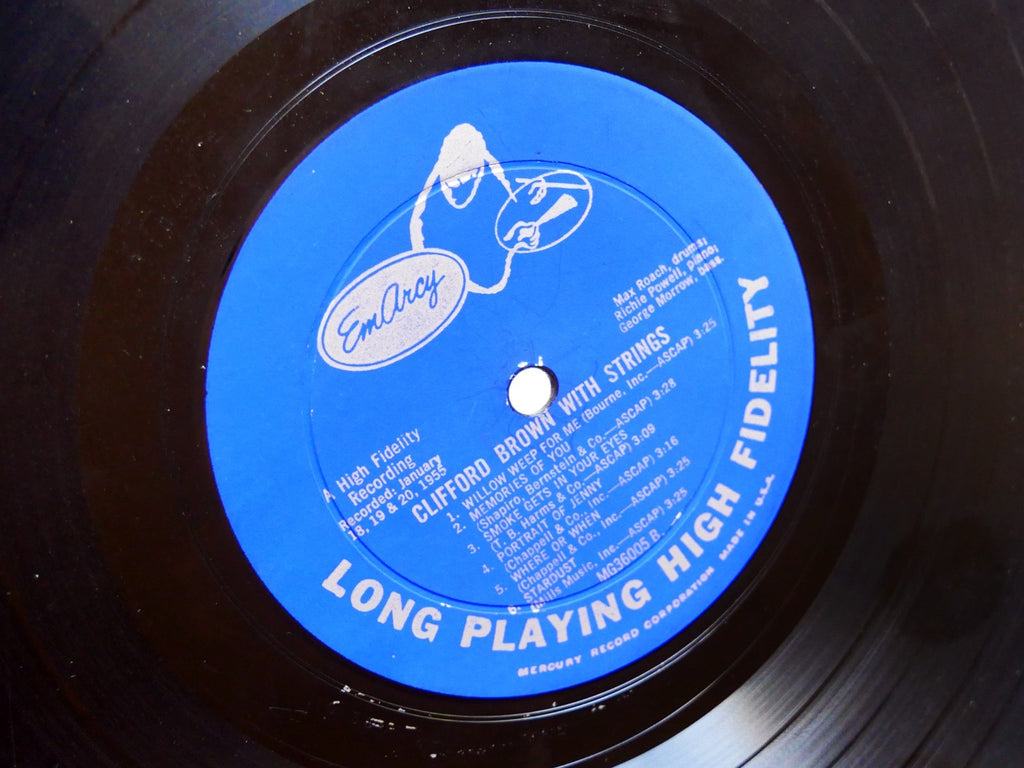 EmArcy
Max Roach, drums;
Richie Powell, piano;
George Morrow, bass.
A High Fidelity
Recording
Recorded: January
18, 19 & 20, 1955
CLIFFORD BROWN WITH STRINGS
1. WILLOW WEEP FOR ME (Bourne, Inc.—ASCAP) 3:25
2. MEMORIES OF YOU
(Shapiro, Bernstein & Co.—ASCAP) 3:28
3. SMOKE GETS IN YOUR EYES
(T. B. Harms & Co.—ASCAP) 3:09
4. PORTRAIT OF JENNY
(Chappell & Co., Inc.—ASCAP) 3:16
5. WHERE OR WHEN
(Chappell & Co., Inc.—ASCAP) 3:25
6. STARDUST
(Mills Music, Inc.—ASCAP) 3:25
MG36005 B
LONG PLAYING HIGH FIDELITY
MERCURY RECORD CORPORATION MADE IN U.S.A.